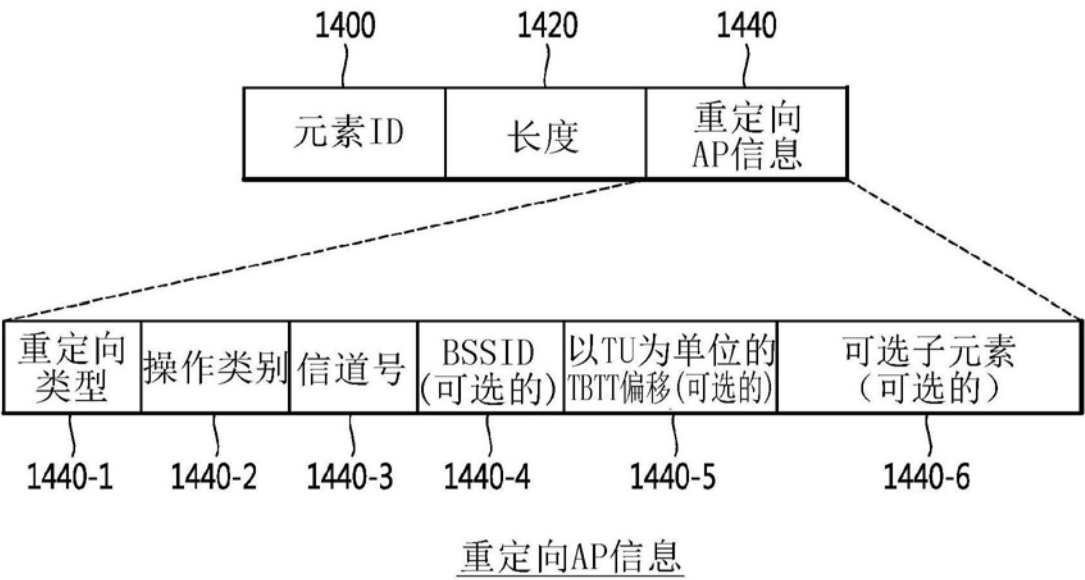 1400 1420 1440
元素ID 长度 重定向
AP信息
重定向
类型 操作类别 信道号 BSSID
(可选的) 以TU为单位的
TBTT偏移(可选的) 可选子元素
(可选的)
1440-1 1440-2 1440-3 1440-4 1440-5 1440-6
重定向AP信息